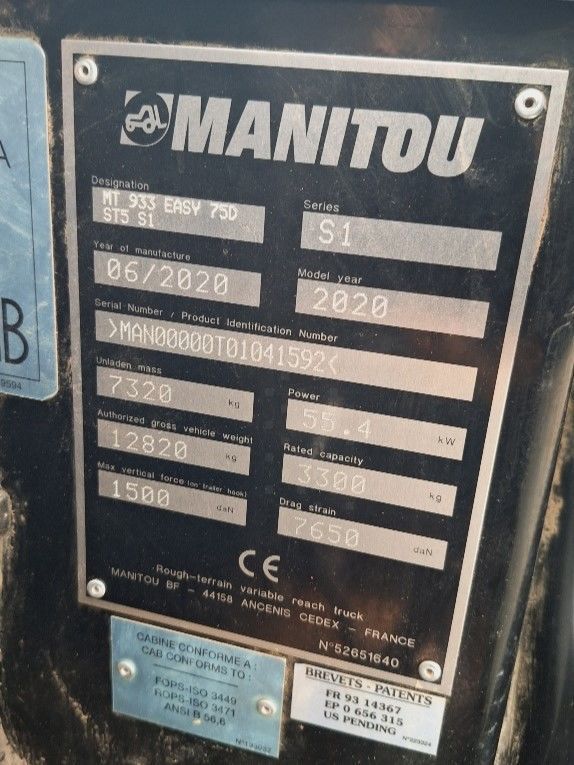 A
B
9594
MANITOU
Designation
MT 933 EASY 75D
ST5 S1
Series
S1
Year of manufacture
06/2020
Model year
2020
Serial Number / Product Identification Number
>MAN00000T01041592<
Unladen mass
7320 kg
Power
55.4 kW
Authorized gross vehicle weight
12820 kg
Rated capacity
3300 kg
Max vertical force (on trailer hook)
1500 daN
Drag strain
7650 daN
CE
Rough-terrain variable reach truck
MANITOU BF - 44158 ANCENIS CEDEX - FRANCE
N°52651640
CABINE CONFORME A :
CAB CONFORMS TO :
FOPS-ISO 3449
ROPS-ISO 3471
ANSI B 56,6
BREVETS - PATENTS
FR 93 14367
EP 0 656 315
US PENDING